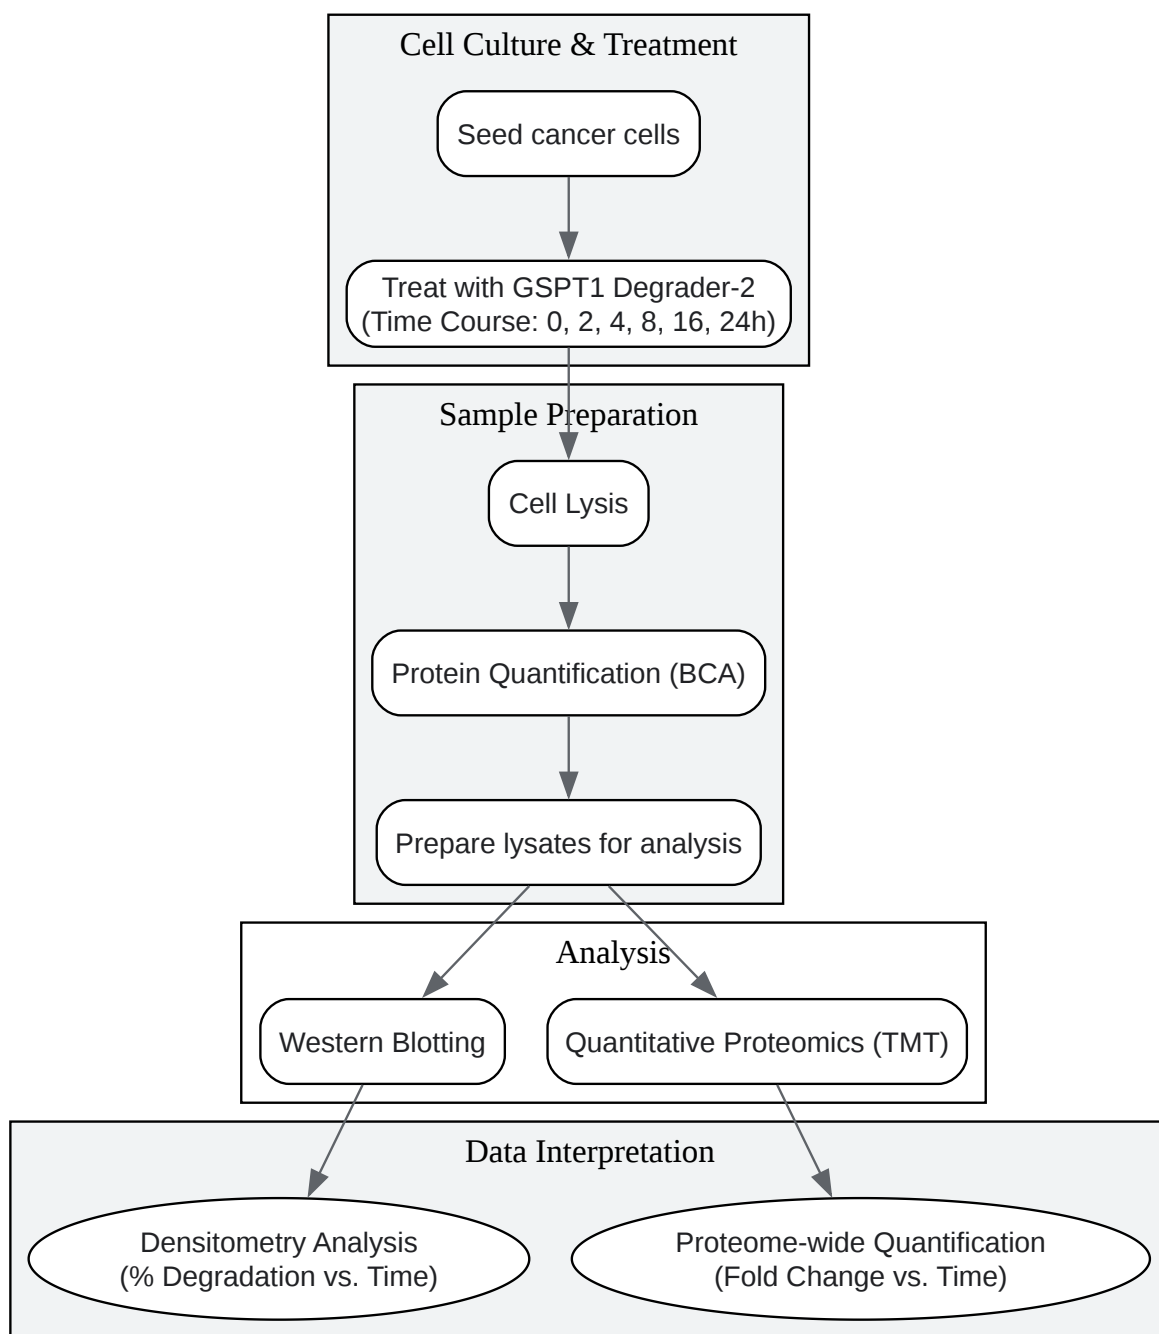 Cell Culture & Treatment
Seed cancer cells
Treat with GSPT1 Degrader-2
(Time Course: 0, 2, 4, 8, 16, 24h)
Sample Preparation
Cell Lysis
Protein Quantification (BCA)
Prepare lysates for analysis
Analysis
Western Blotting
Quantitative Proteomics (TMT)
Data Interpretation
Densitometry Analysis
(% Degradation vs. Time)
Proteome-wide Quantification
(Fold Change vs. Time)